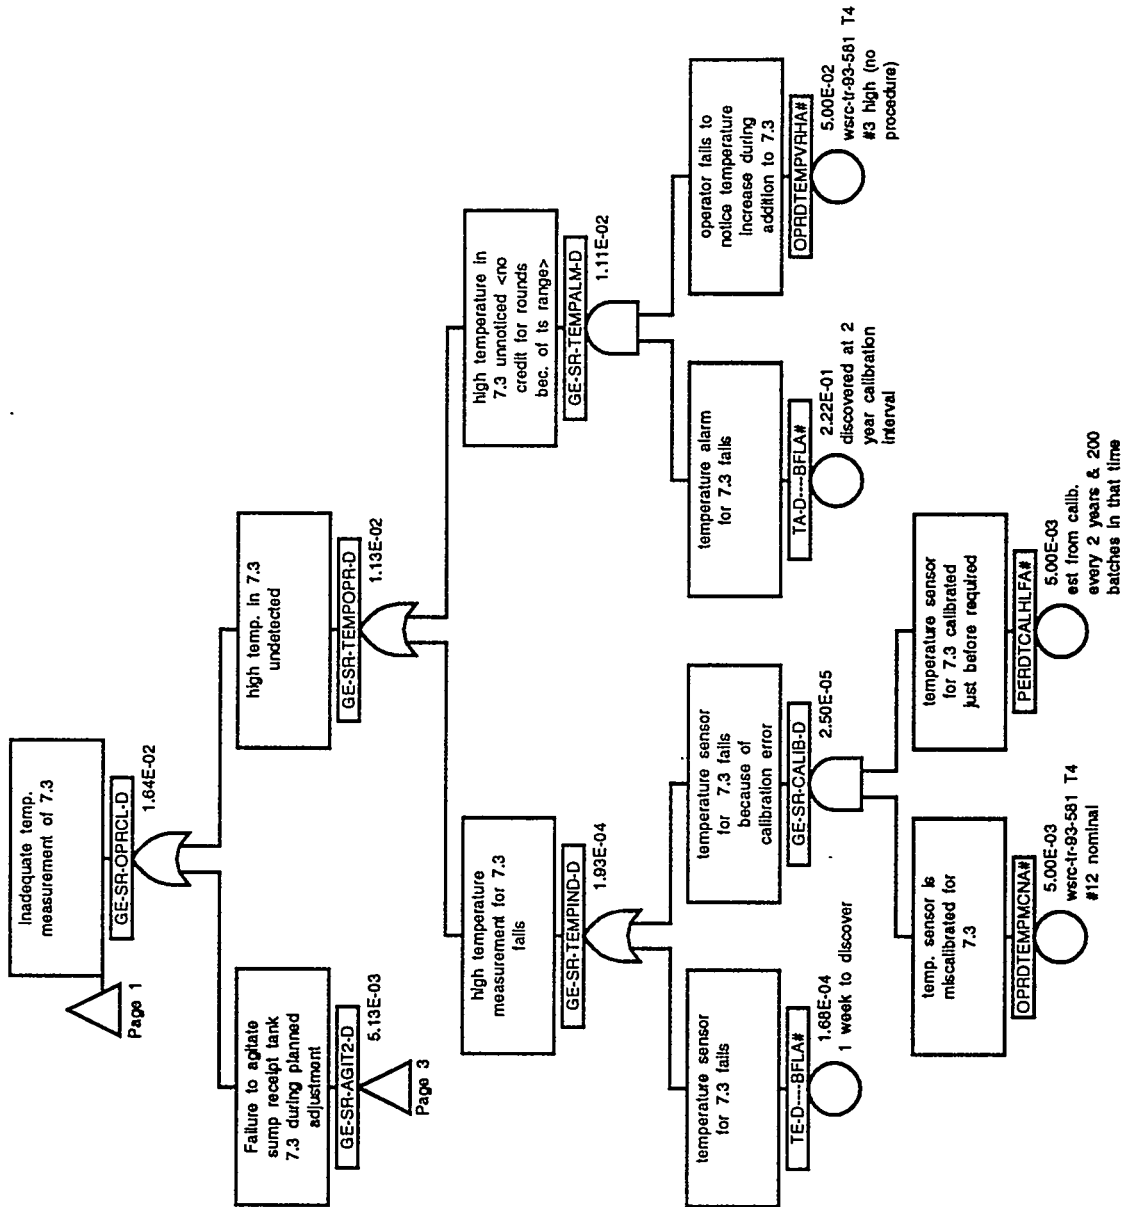 Inadequate temp.
measurement of 7.3
GE-SR-OPRCL-D
1.64E-02
Page 1
Failure to agitate
sump receipt tank
7.3 during planned
adjustment
GE-SR-AGIT2-D
5.13E-03
Page 3
high temp. in 7.3
undetected
GE-SR-TEMPOPR-D
1.13E-02
high temperature
measurement for 7.3
fails
GE-SR-TEMPIND-D
1.93E-04
high temperature in
7.3 unnoticed <no
credit for rounds
bec. of ts range>
GE-SR-TEMPALM-D
1.11E-02
temperature sensor
for 7.3 fails
TE-D----BFLA#
1.68E-04
1 week to discover
temperature sensor
for 7.3 fails
because of
calibration error
GE-SR-CALIB-D
2.50E-05
temperature alarm
for 7.3 fails
TA-D----BFLA#
2.22E-01
discovered at 2
year calibration
interval
operator fails to
notice temperature
increase during
addition to 7.3
OPRDTEMPVRHA#
5.00E-02
wsrc-tr-93-581 T4
#3 high (no
procedure)
temp. sensor is
miscalibrated for
7.3
OPRDTEMPMCNA#
5.00E-03
wsrc-tr-93-581 T4
#12 nominal
temperature sensor
for 7.3 calibrated
just before required
PERDTCALHLFA#
5.00E-03
est from calib.
every 2 years & 200
batches in that time